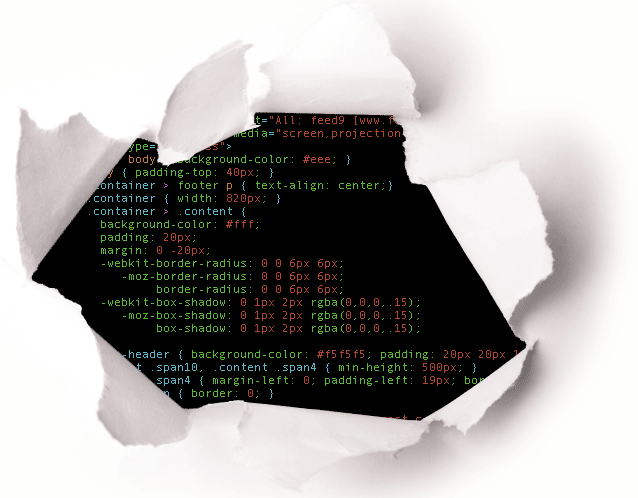 t="All: feed9 [www.f
media="screen,projection
ype= s">
body background-color: #eee; }
{ padding-top: 40px; }
.container > footer p { text-align: center;}
.container { width: 820px; }
.container > .content {
background-color: #fff;
padding: 20px;
margin: 0 -20px;
-webkit-border-radius: 0 0 6px 6px;
-moz-border-radius: 0 0 6px 6px;
border-radius: 0 0 6px 6px;
-webkit-box-shadow: 0 1px 2px rgba(0,0,0,.15);
-moz-box-shadow: 0 1px 2px rgba(0,0,0,.15);
box-shadow: 0 1px 2px rgba(0,0,0,.15);
-header { background-color: #f5f5f5; padding: 20px 20px 1
t .span10, .content .span4 { min-height: 500px; }
.span4 { margin-left: 0; padding-left: 19px; bor
{ border: 0; }